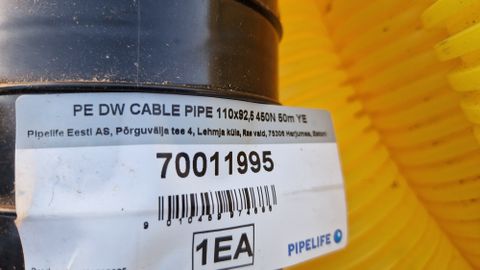 PE DW CABLE PIPE 110x92,5 450N 50m YE
Pipelife Eesti AS, Põrguvälja tee 4, Lehmja küla, Rae vald, 75306 Harjumaa, Estonia
70011995
1EA
PIPELIFE